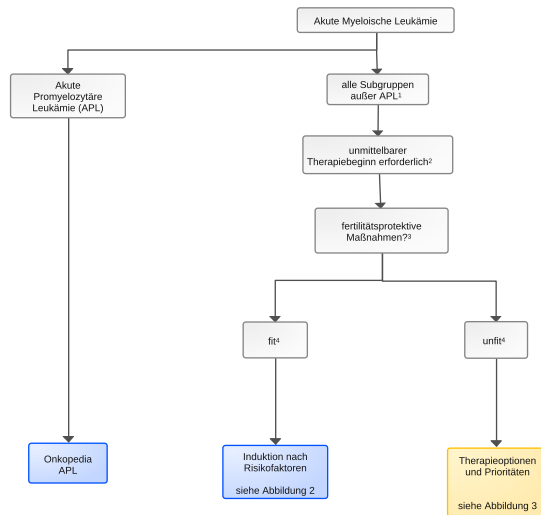 Akute Myeloische Leukämie
Akute
Promyelozytäre
Leukämie (APL)
alle Subgruppen
außer APL¹
unmittelbarer
Therapiebeginn erforderlich²
fertilitätsprotektive
Maßnahmen?³
fit⁴
unfit⁴
Onkopedia
APL
Induktion nach
Risikofaktoren
siehe Abbildung 2
Therapieoptionen
und Prioritäten
siehe Abbildung 3